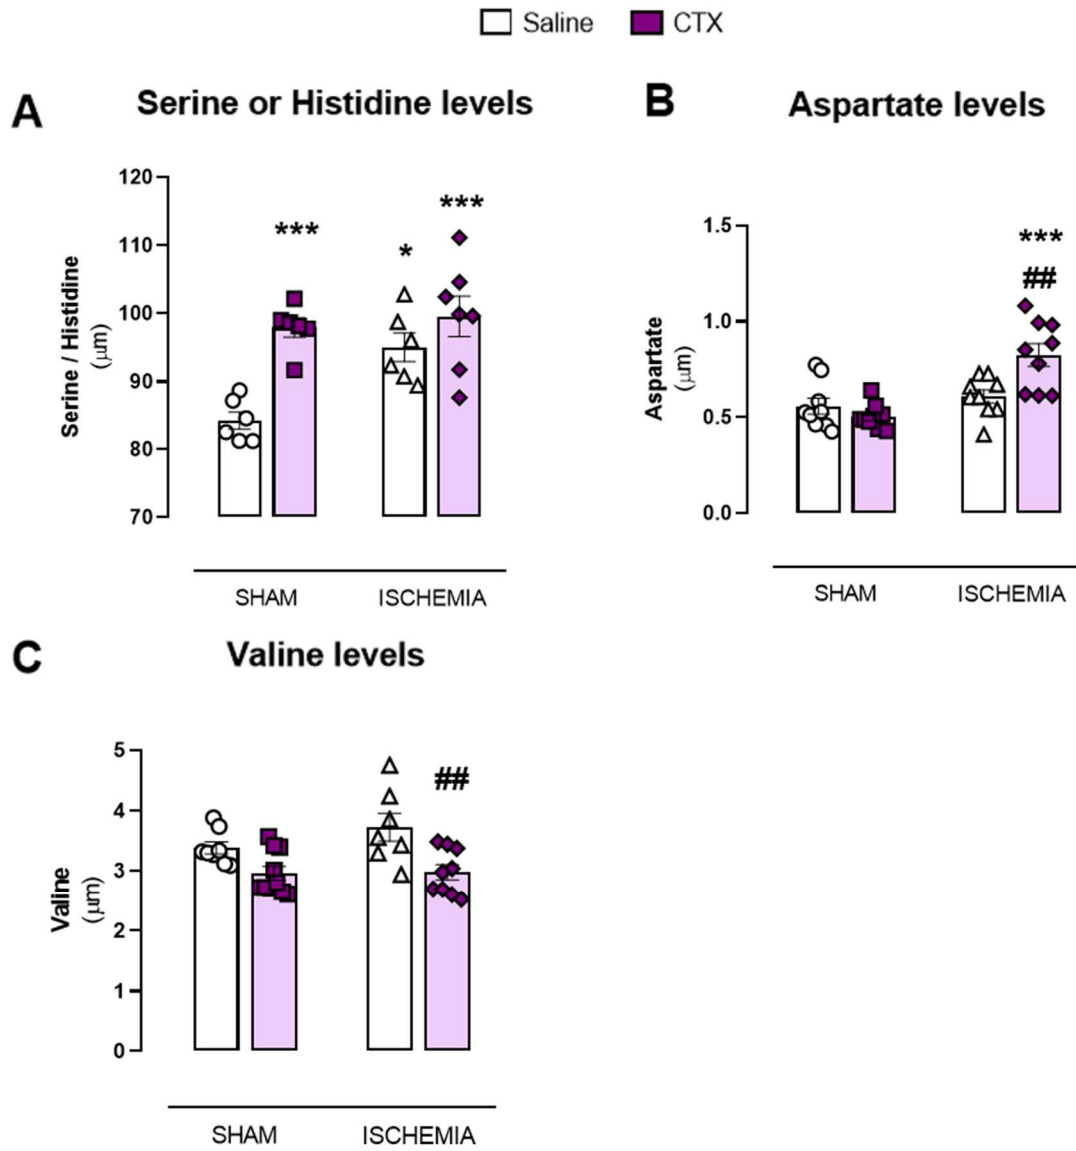 Saline CTX
A Serine or Histidine levels
120
110
100
90
80
70
Serine / Histidine
(μm)
***
*
***
SHAM ISCHEMIA
B Aspartate levels
1.5
1.0
0.5
0.0
Aspartate
(μm)
***
##
SHAM ISCHEMIA
C Valine levels
5
4
3
2
1
0
Valine
(μm)
##
SHAM ISCHEMIA